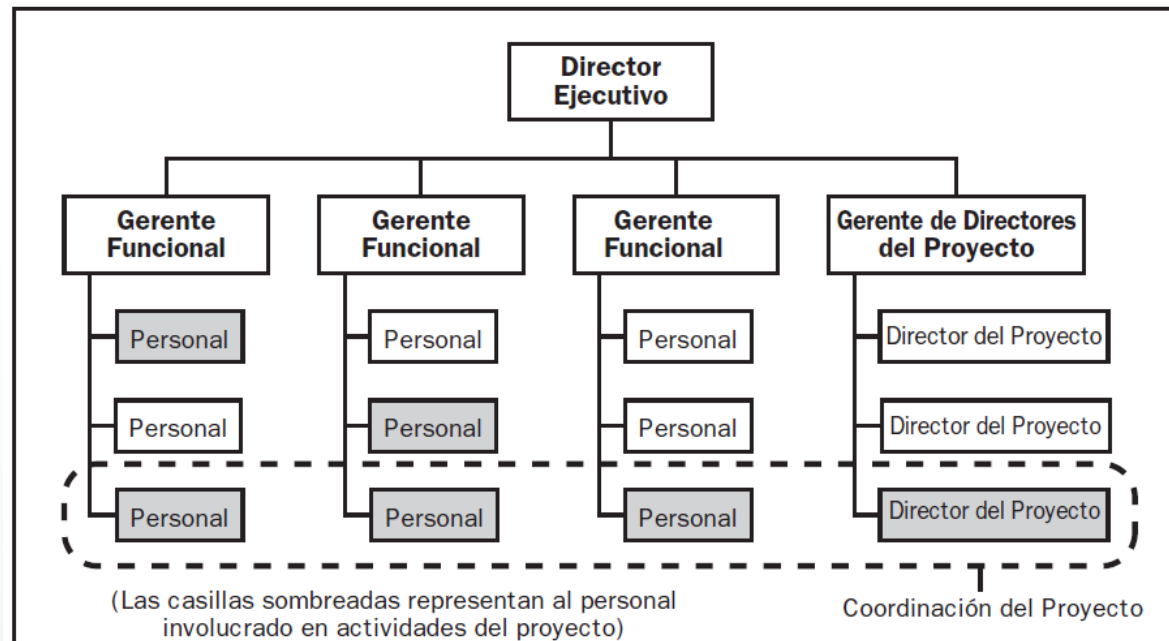 Director
Ejecutivo
Gerente
Funcional
Gerente
Funcional
Gerente
Funcional
Gerente de Directores
del Proyecto
Personal
Personal
Personal
Director del Proyecto
Personal
Personal
Personal
Director del Proyecto
Personal
Personal
Personal
Director del Proyecto
(Las casillas sombreadas representan al personal
involucrado en actividades del proyecto)
Coordinación del Proyecto